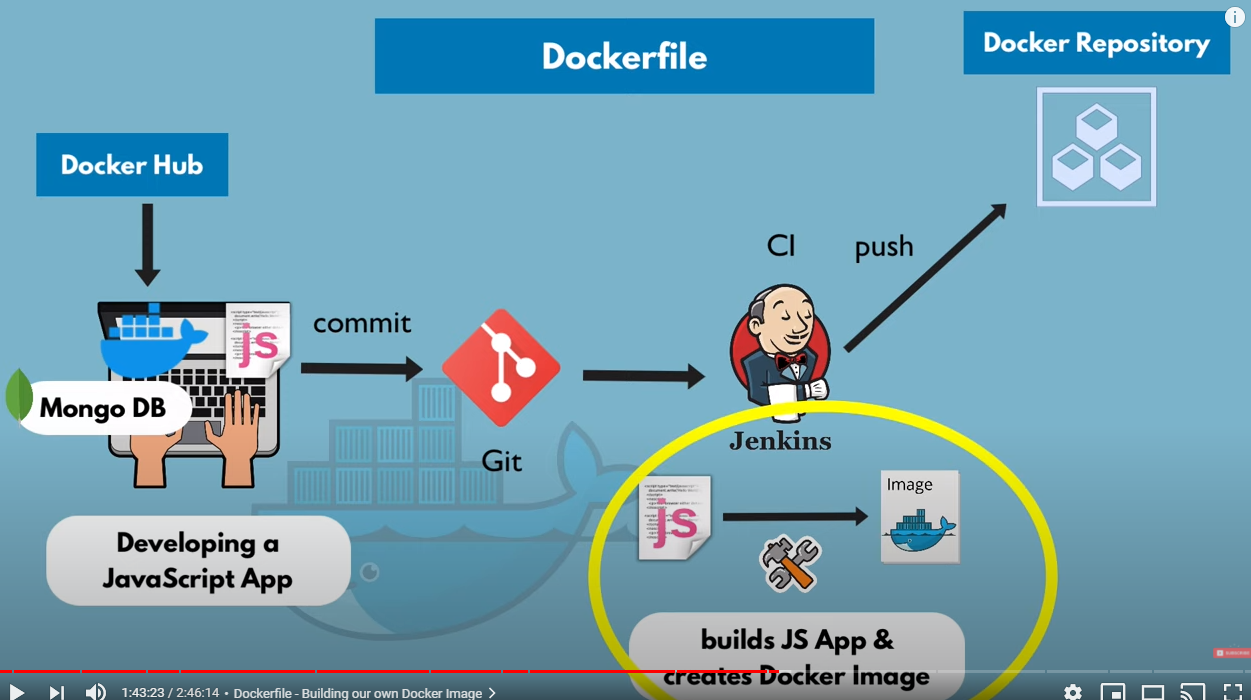 Dockerfile
Docker Repository
Docker Hub
CI
push
commit
js
Mongo DB
Git
Jenkins
Developing a
JavaScript App
js
Image
builds JS App &
creates Docker Image
SUBSCRIBE
1:43:23 / 2:46:14 • Dockerfile - Building our own Docker Image